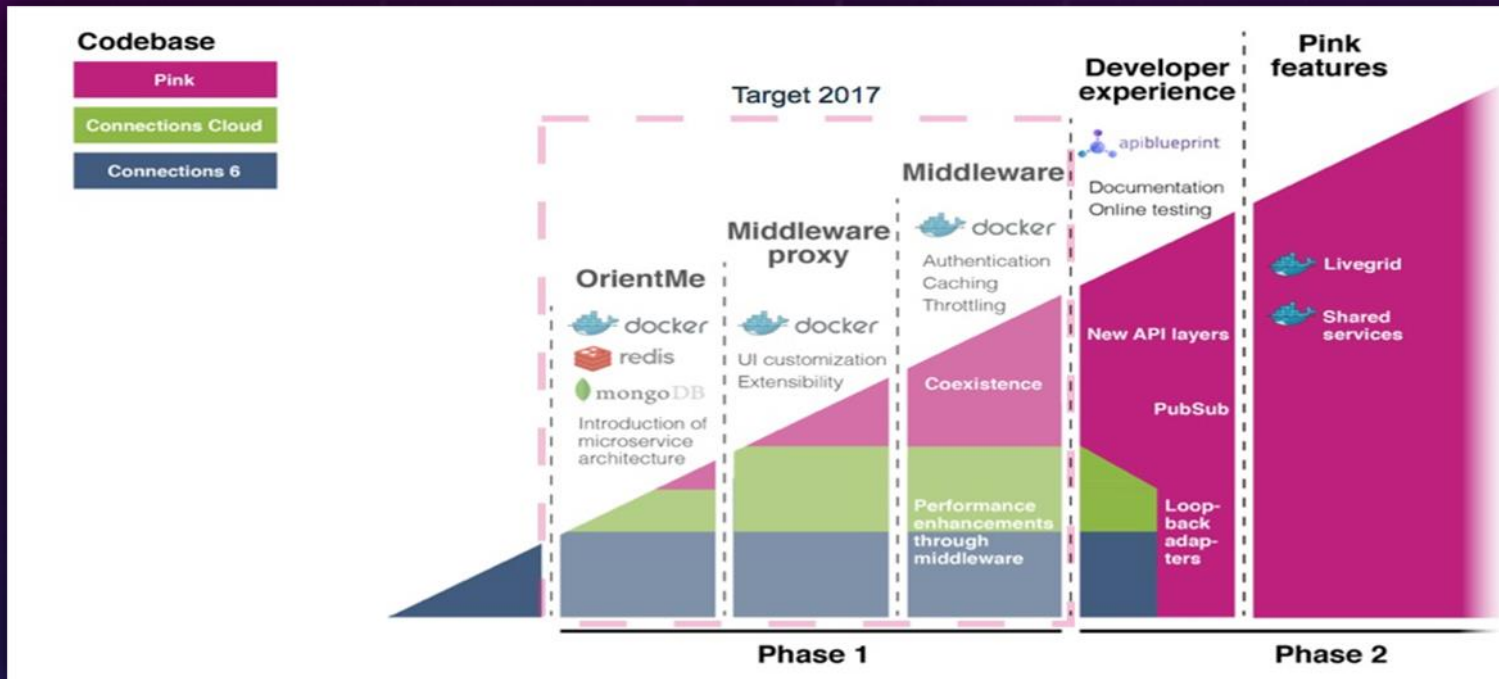 Codebase
Pink
Connections Cloud
Connections 6
Target 2017
OrientMe
docker
redis
mongoDB
Introduction of
microservice
architecture
Middleware
proxy
docker
UI customization
Extensibility
Middleware
docker
Authentication
Caching
Throttling
Coexistence
Performance
enhancements
through
middleware
Developer
experience
apiblueprint
Documentation
Online testing
New API layers
PubSub
Loop-
back
adap-
ters
Pink
features
Livegrid
Shared
services
Phase 1
Phase 2